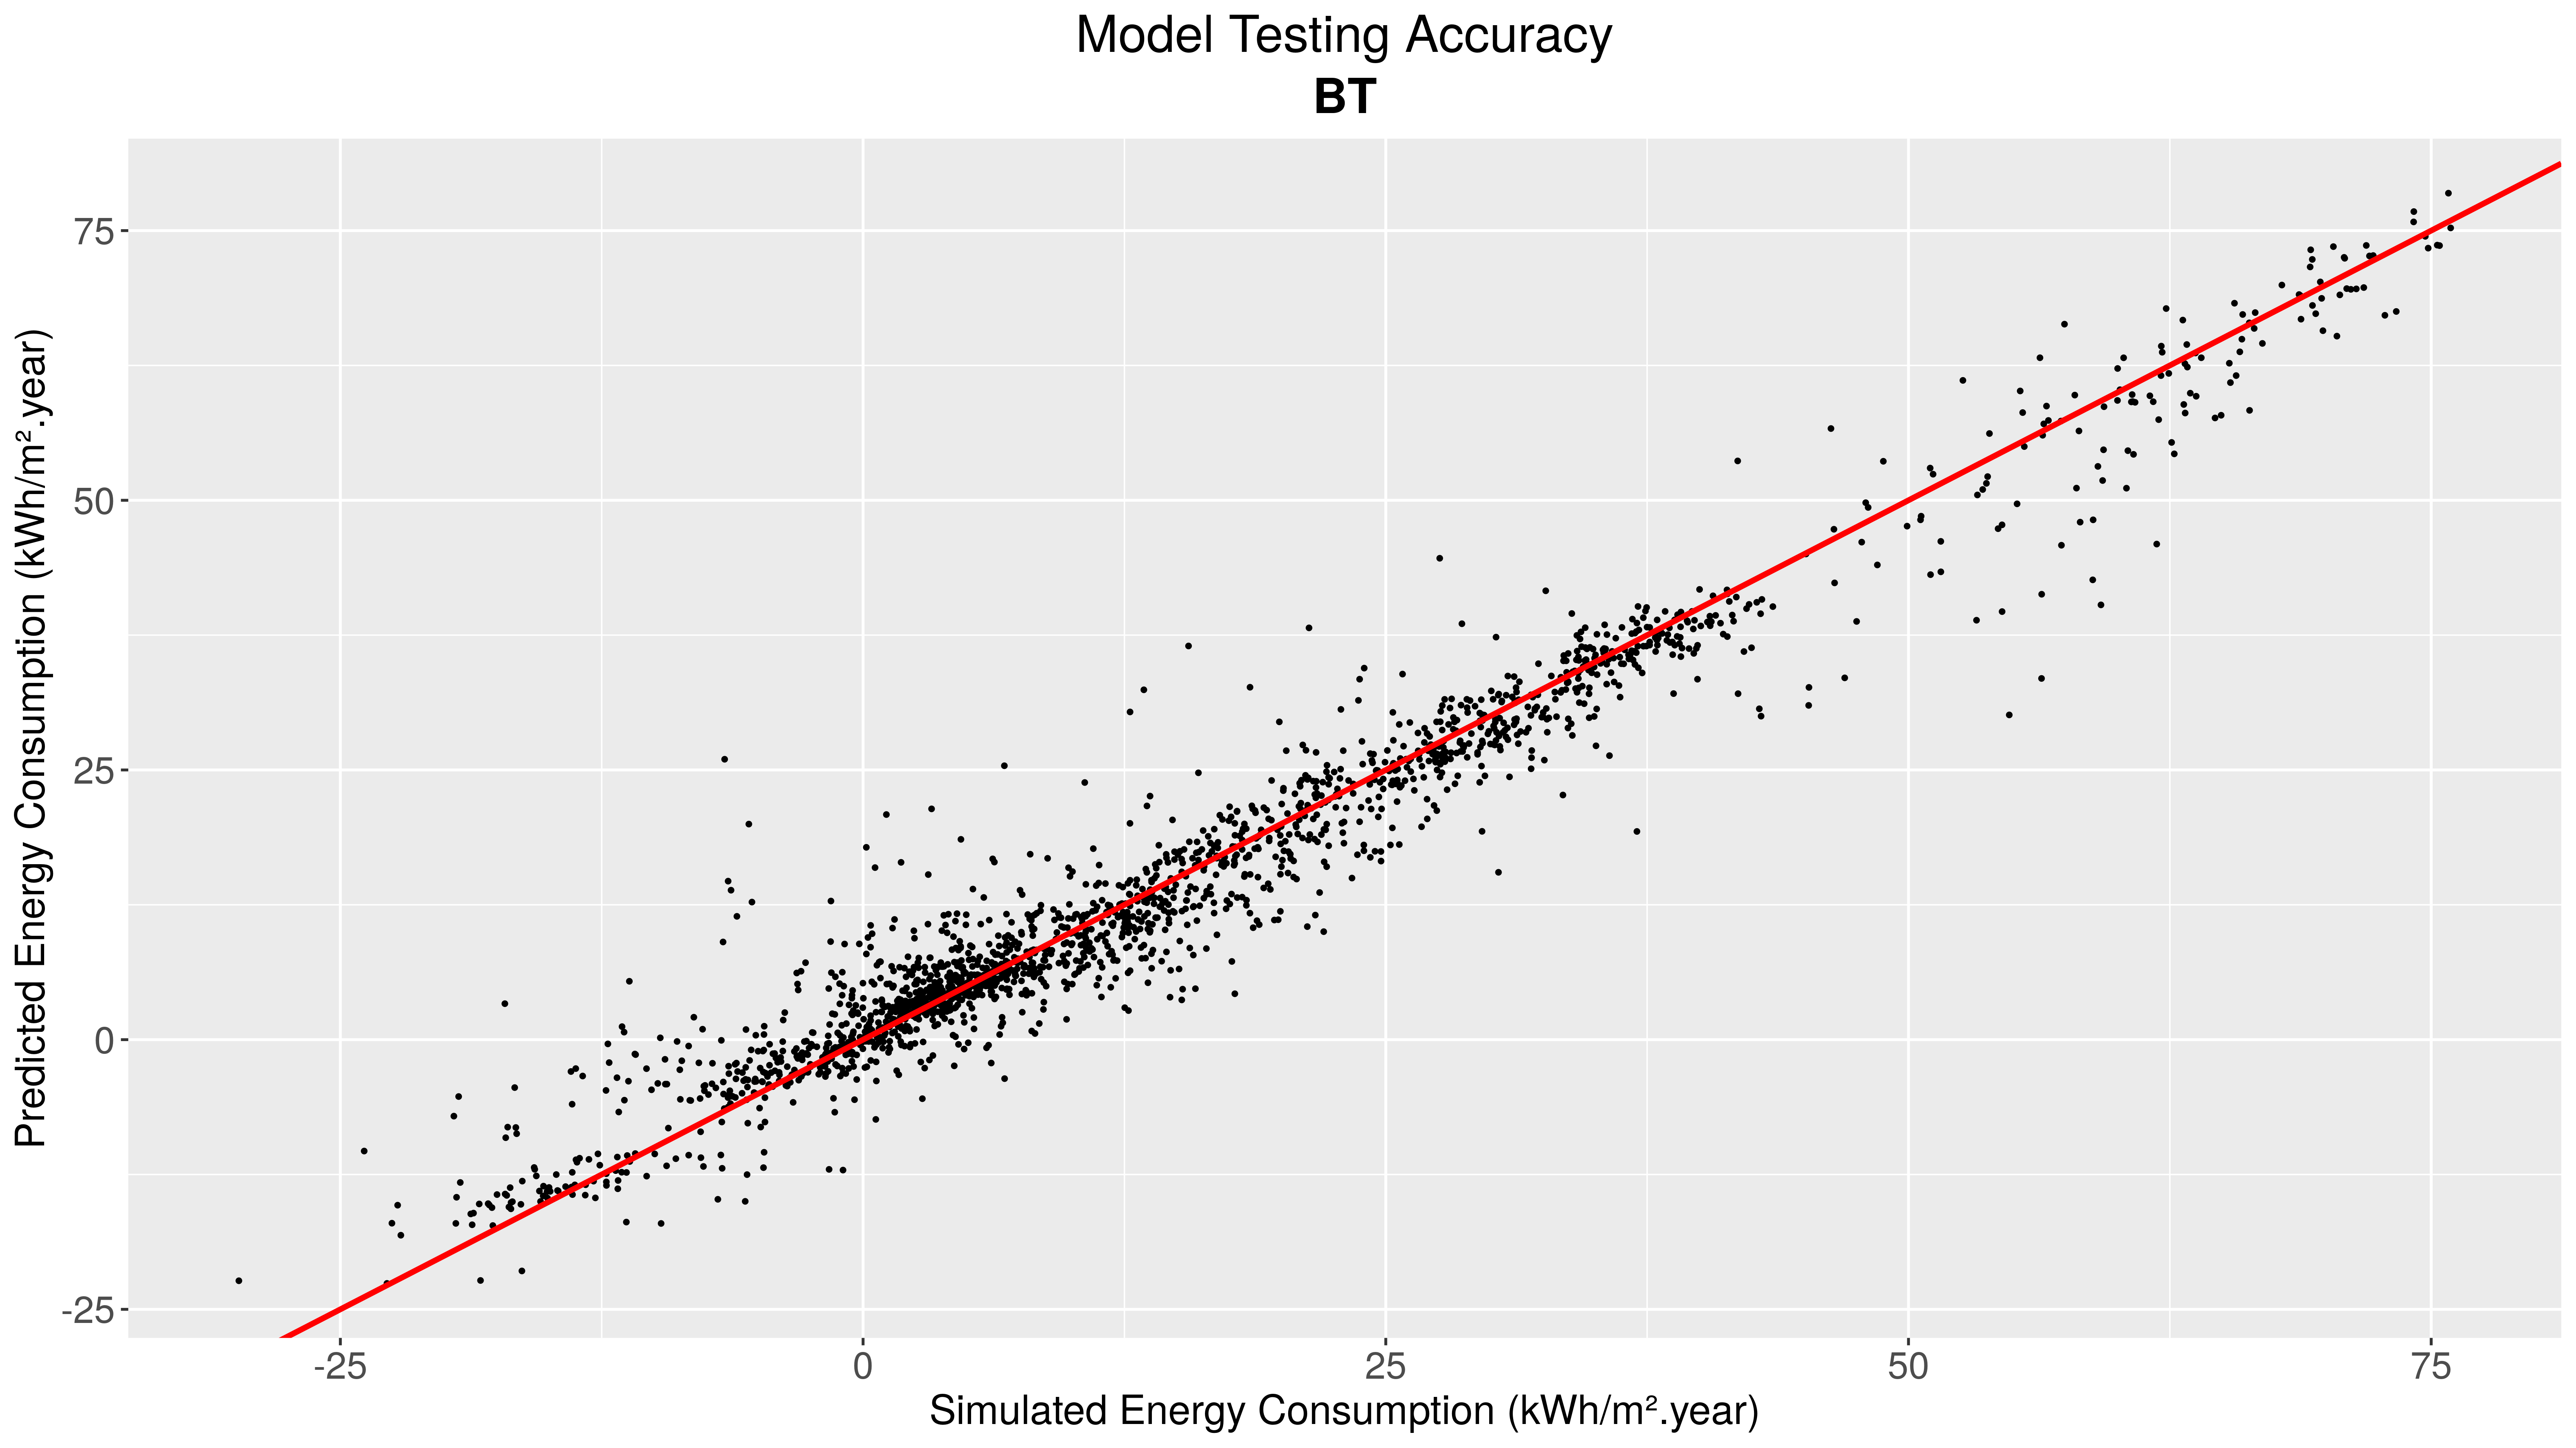 Model Testing Accuracy
BT
Predicted Energy Consumption (kWh/m².year)
75
50
25
0
-25
-25 0 25 50 75
Simulated Energy Consumption (kWh/m².year)